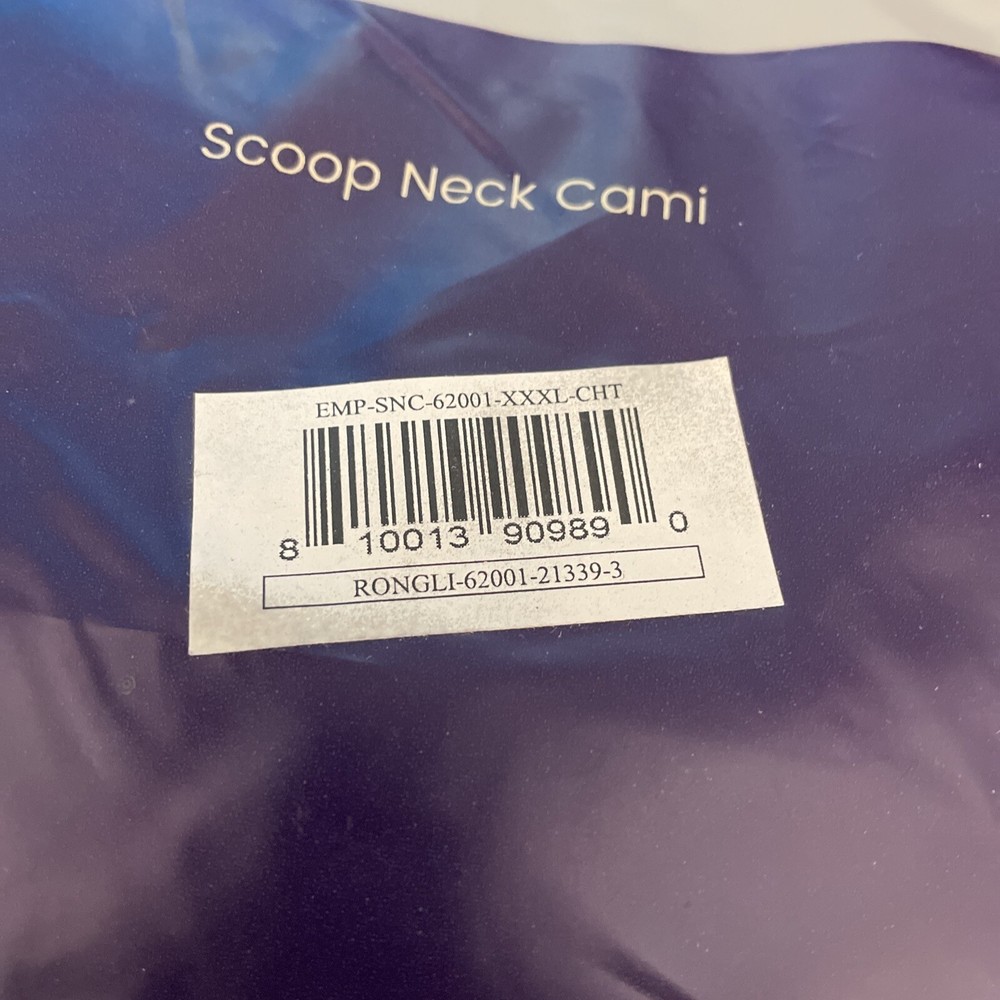 Scoop Neck Cami
EMP-SNC-62001-XXXL-CHT
8 10013 90989 0
RONGLI-62001-21339-3